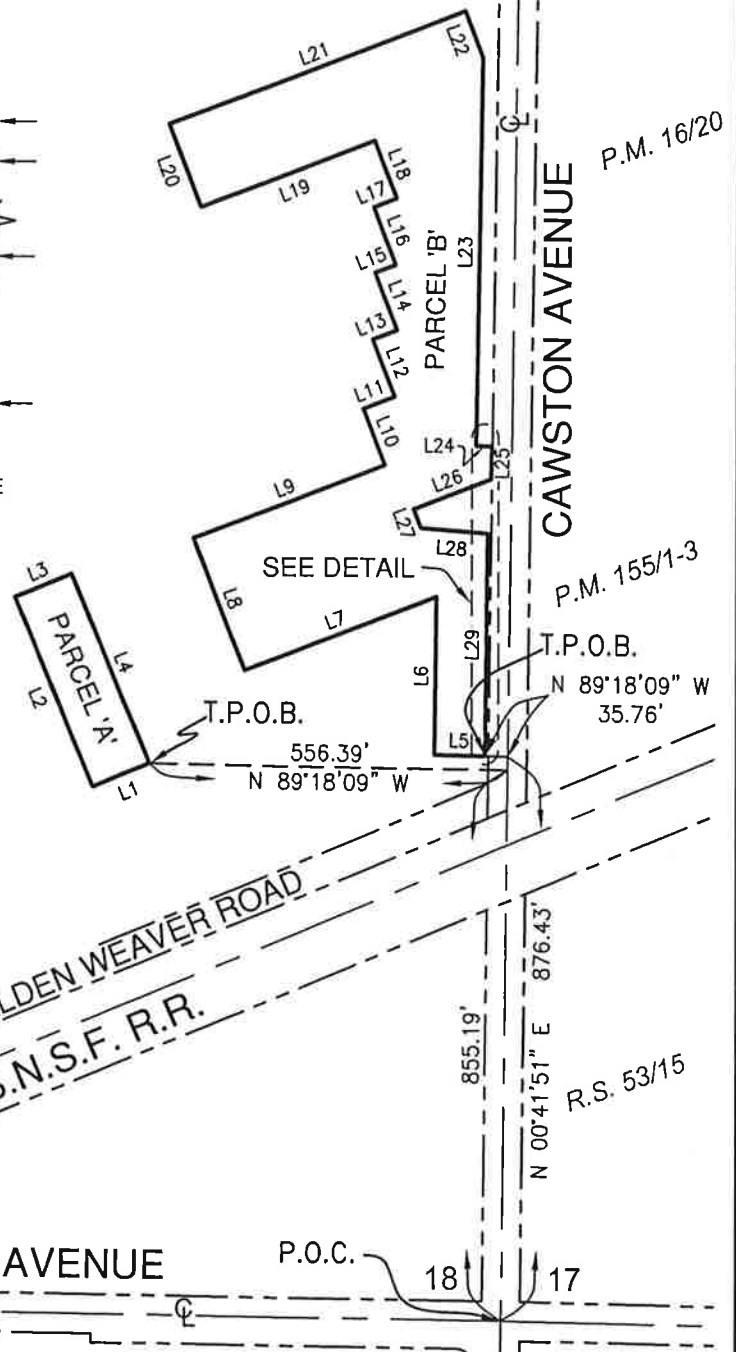 L22
L21
℄
P.M. 16/20
L20
L18
L19
L17
L16
L15
L23
PARCEL 'B'
CAWSTON AVENUE
L14
L13
L12
L11
L10
L24
L25
L26
L9
L27
L28
SEE DETAIL
P.M. 155/1-3
L3
L8
L7
PARCEL 'A'
L4
L2
L6
L29
T.P.O.B.
N 89°18'09" W
35.76'
T.P.O.B.
L5
556.39'
N 89°18'09" W
L1
LDEN WEAVER ROAD
.N.S.F. R.R.
855.19'
N 00°41'51" E 876.43'
R.S. 53/15
AVENUE
P.O.C.
18
17
℄